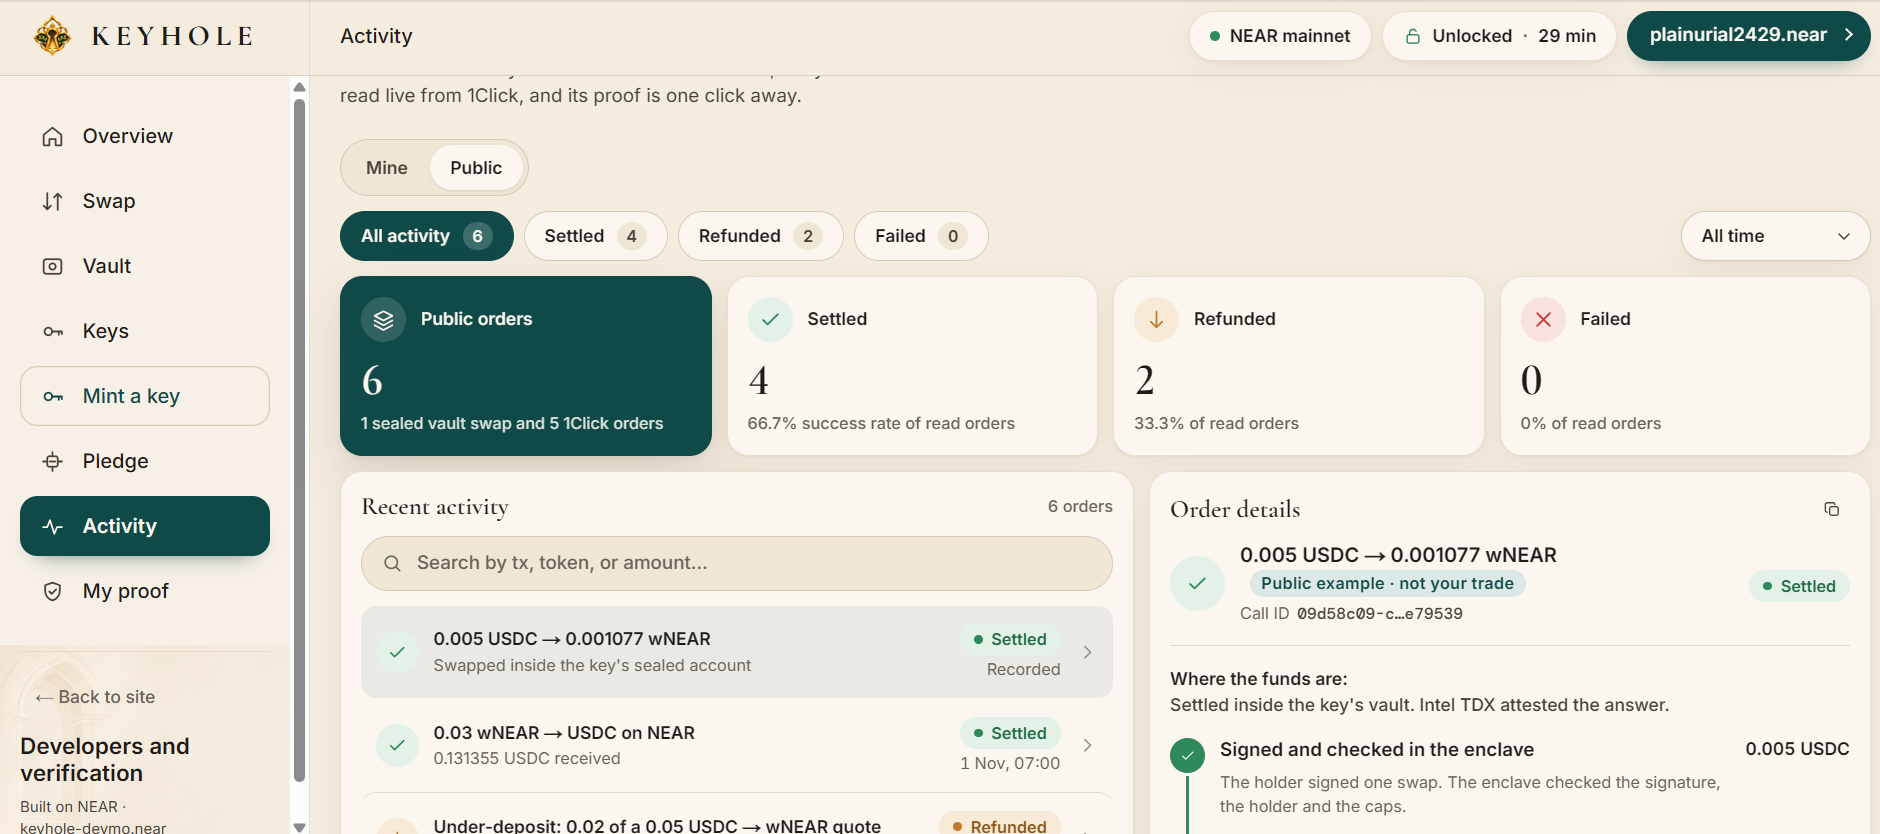 KEYHOLE
Activity
NEAR mainnet
Unlocked · 29 min
plainurial2429.near
read live from 1Click, and its proof is one click away.
Overview
Swap
Vault
Keys
Mint a key
Pledge
Activity
My proof
← Back to site
Developers and
verification
Built on NEAR ·
keyhole-devmo.near
Mine
Public
All activity 6
Settled 4
Refunded 2
Failed 0
All time
Public orders
6
1 sealed vault swap and 5 1Click orders
Settled
4
66.7% success rate of read orders
Refunded
2
33.3% of read orders
Failed
0
0% of read orders
Recent activity
6 orders
Search by tx, token, or amount...
0.005 USDC → 0.001077 wNEAR
Swapped inside the key's sealed account
Settled
Recorded
0.03 wNEAR → USDC on NEAR
0.131355 USDC received
Settled
1 Nov, 07:00
Under-deposit: 0.02 of a 0.05 USDC → wNEAR quote
Refunded
Order details
0.005 USDC → 0.001077 wNEAR
Public example · not your trade
Call ID 09d58c09-c…e79539
Settled
Where the funds are:
Settled inside the key's vault. Intel TDX attested the answer.
Signed and checked in the enclave
0.005 USDC
The holder signed one swap. The enclave checked the signature,
the holder and the caps.